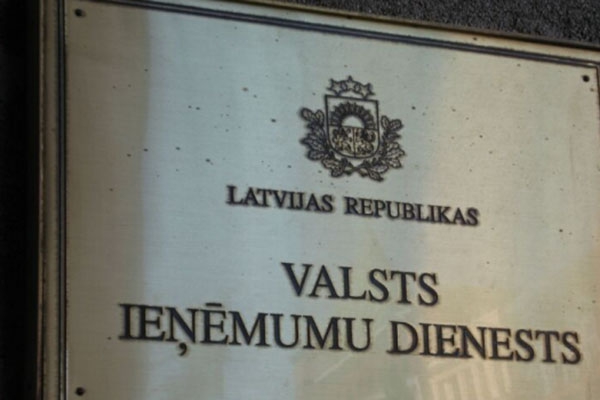 LATVIJAS REPUBLIKAS
VALSTS
IEŅĒMUMU DIENESTS